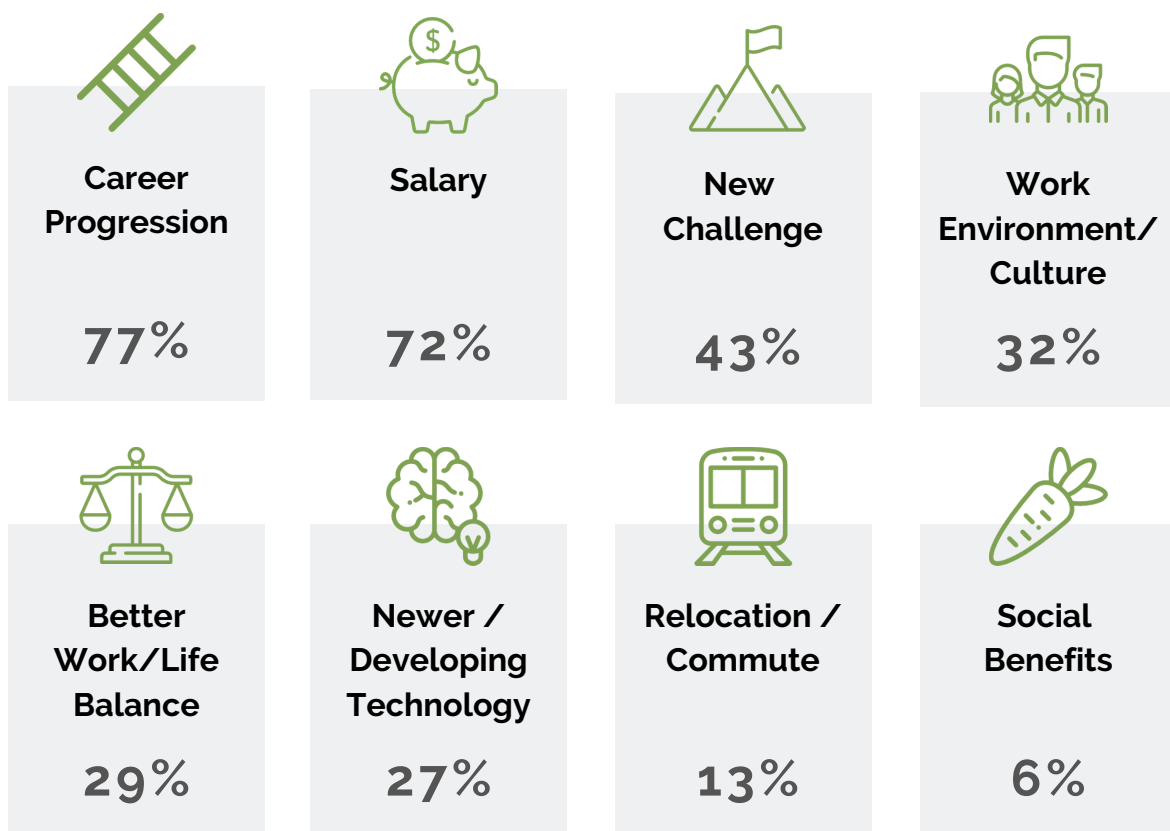 $
Career
Progression
77%
Salary
72%
New
Challenge
43%
Work
Environment/
Culture
32%
Better
Work/Life
Balance
29%
Newer /
Developing
Technology
27%
Relocation /
Commute
13%
Social
Benefits
6%